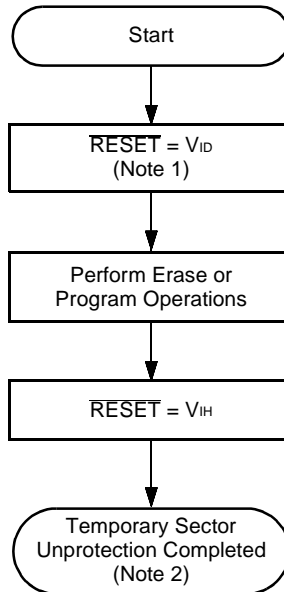 Start
RESET = VID
(Note 1)
Perform Erase or
Program Operations
RESET = VIH
Temporary Sector
Unprotection Completed
(Note 2)